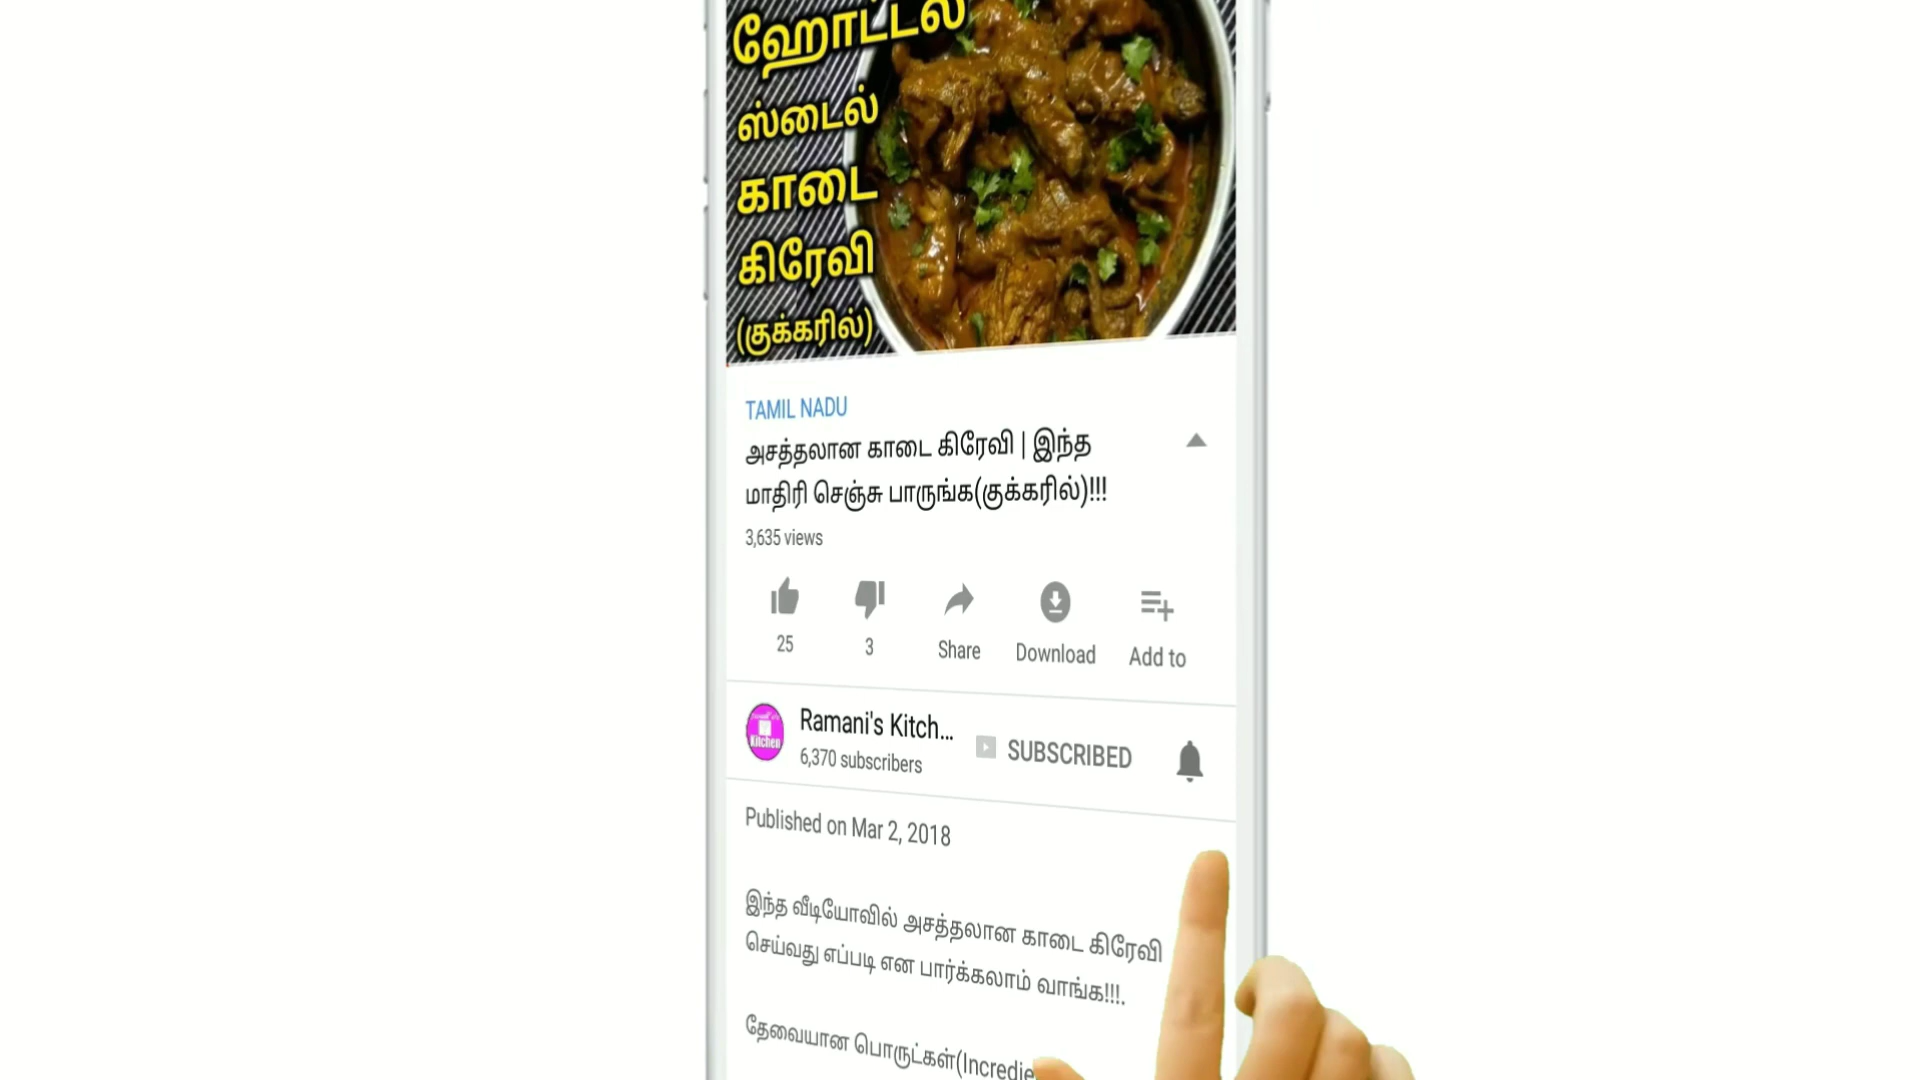 ஹோட்டல்
ஸ்டைல்
காடை
கிரேவி
(குக்கரில்)
TAMIL NADU
அசத்தலான காடை கிரேவி | இந்த
மாதிரி செஞ்சு பாருங்க(குக்கரில்)!!!
3,635 views
25
3
Share
Download
Add to
Kitchen
Ramani's Kitch...
6,370 subscribers
SUBSCRIBED
Published on Mar 2, 2018
இந்த வீடியோவில் அசத்தலான காடை கிரேவி
செய்வது எப்படி என பார்க்கலாம் வாங்க!!!.
தேவையான பொருட்கள்(Incredie